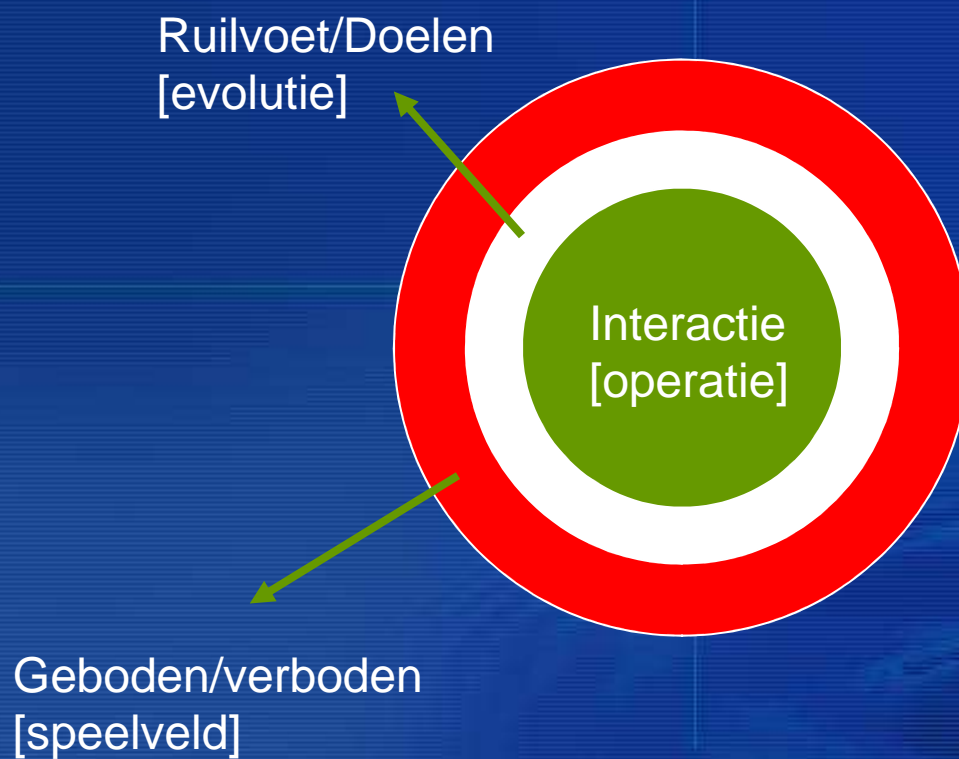 Ruilvoet/Doelen
[evolutie]
Interactie
[operatie]
Geboden/verboden
[speelveld]